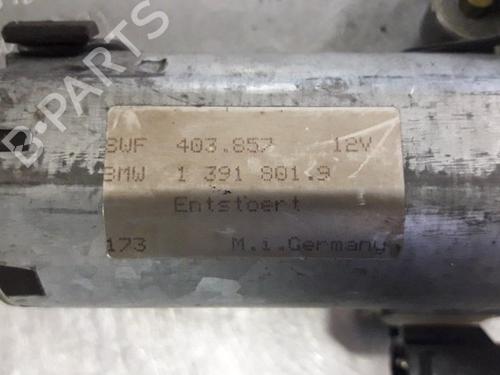 B-PARTS
SWF 403.857 12V
BMW 1 391 801.9
Entstoert
173 M.i.Germany